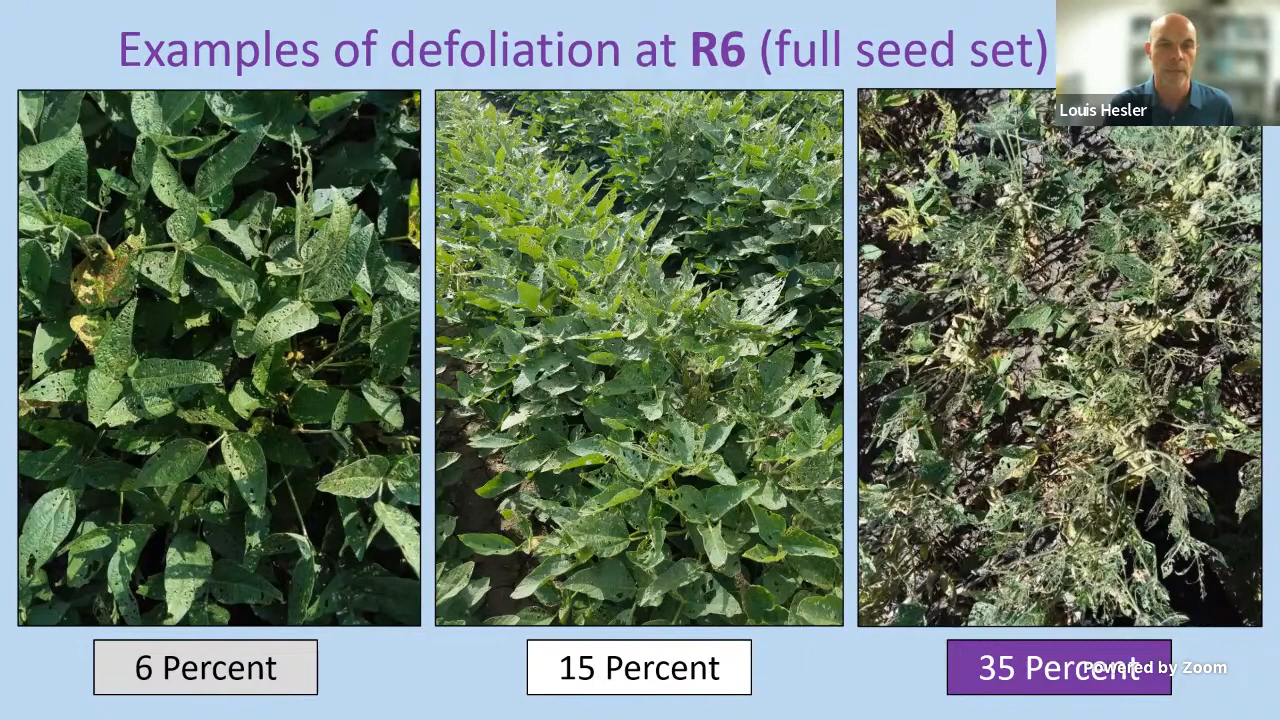 Examples of defoliation at R6 (full seed set)
Louis Hesler
6 Percent
15 Percent
35 Percent
Powered by Zoom